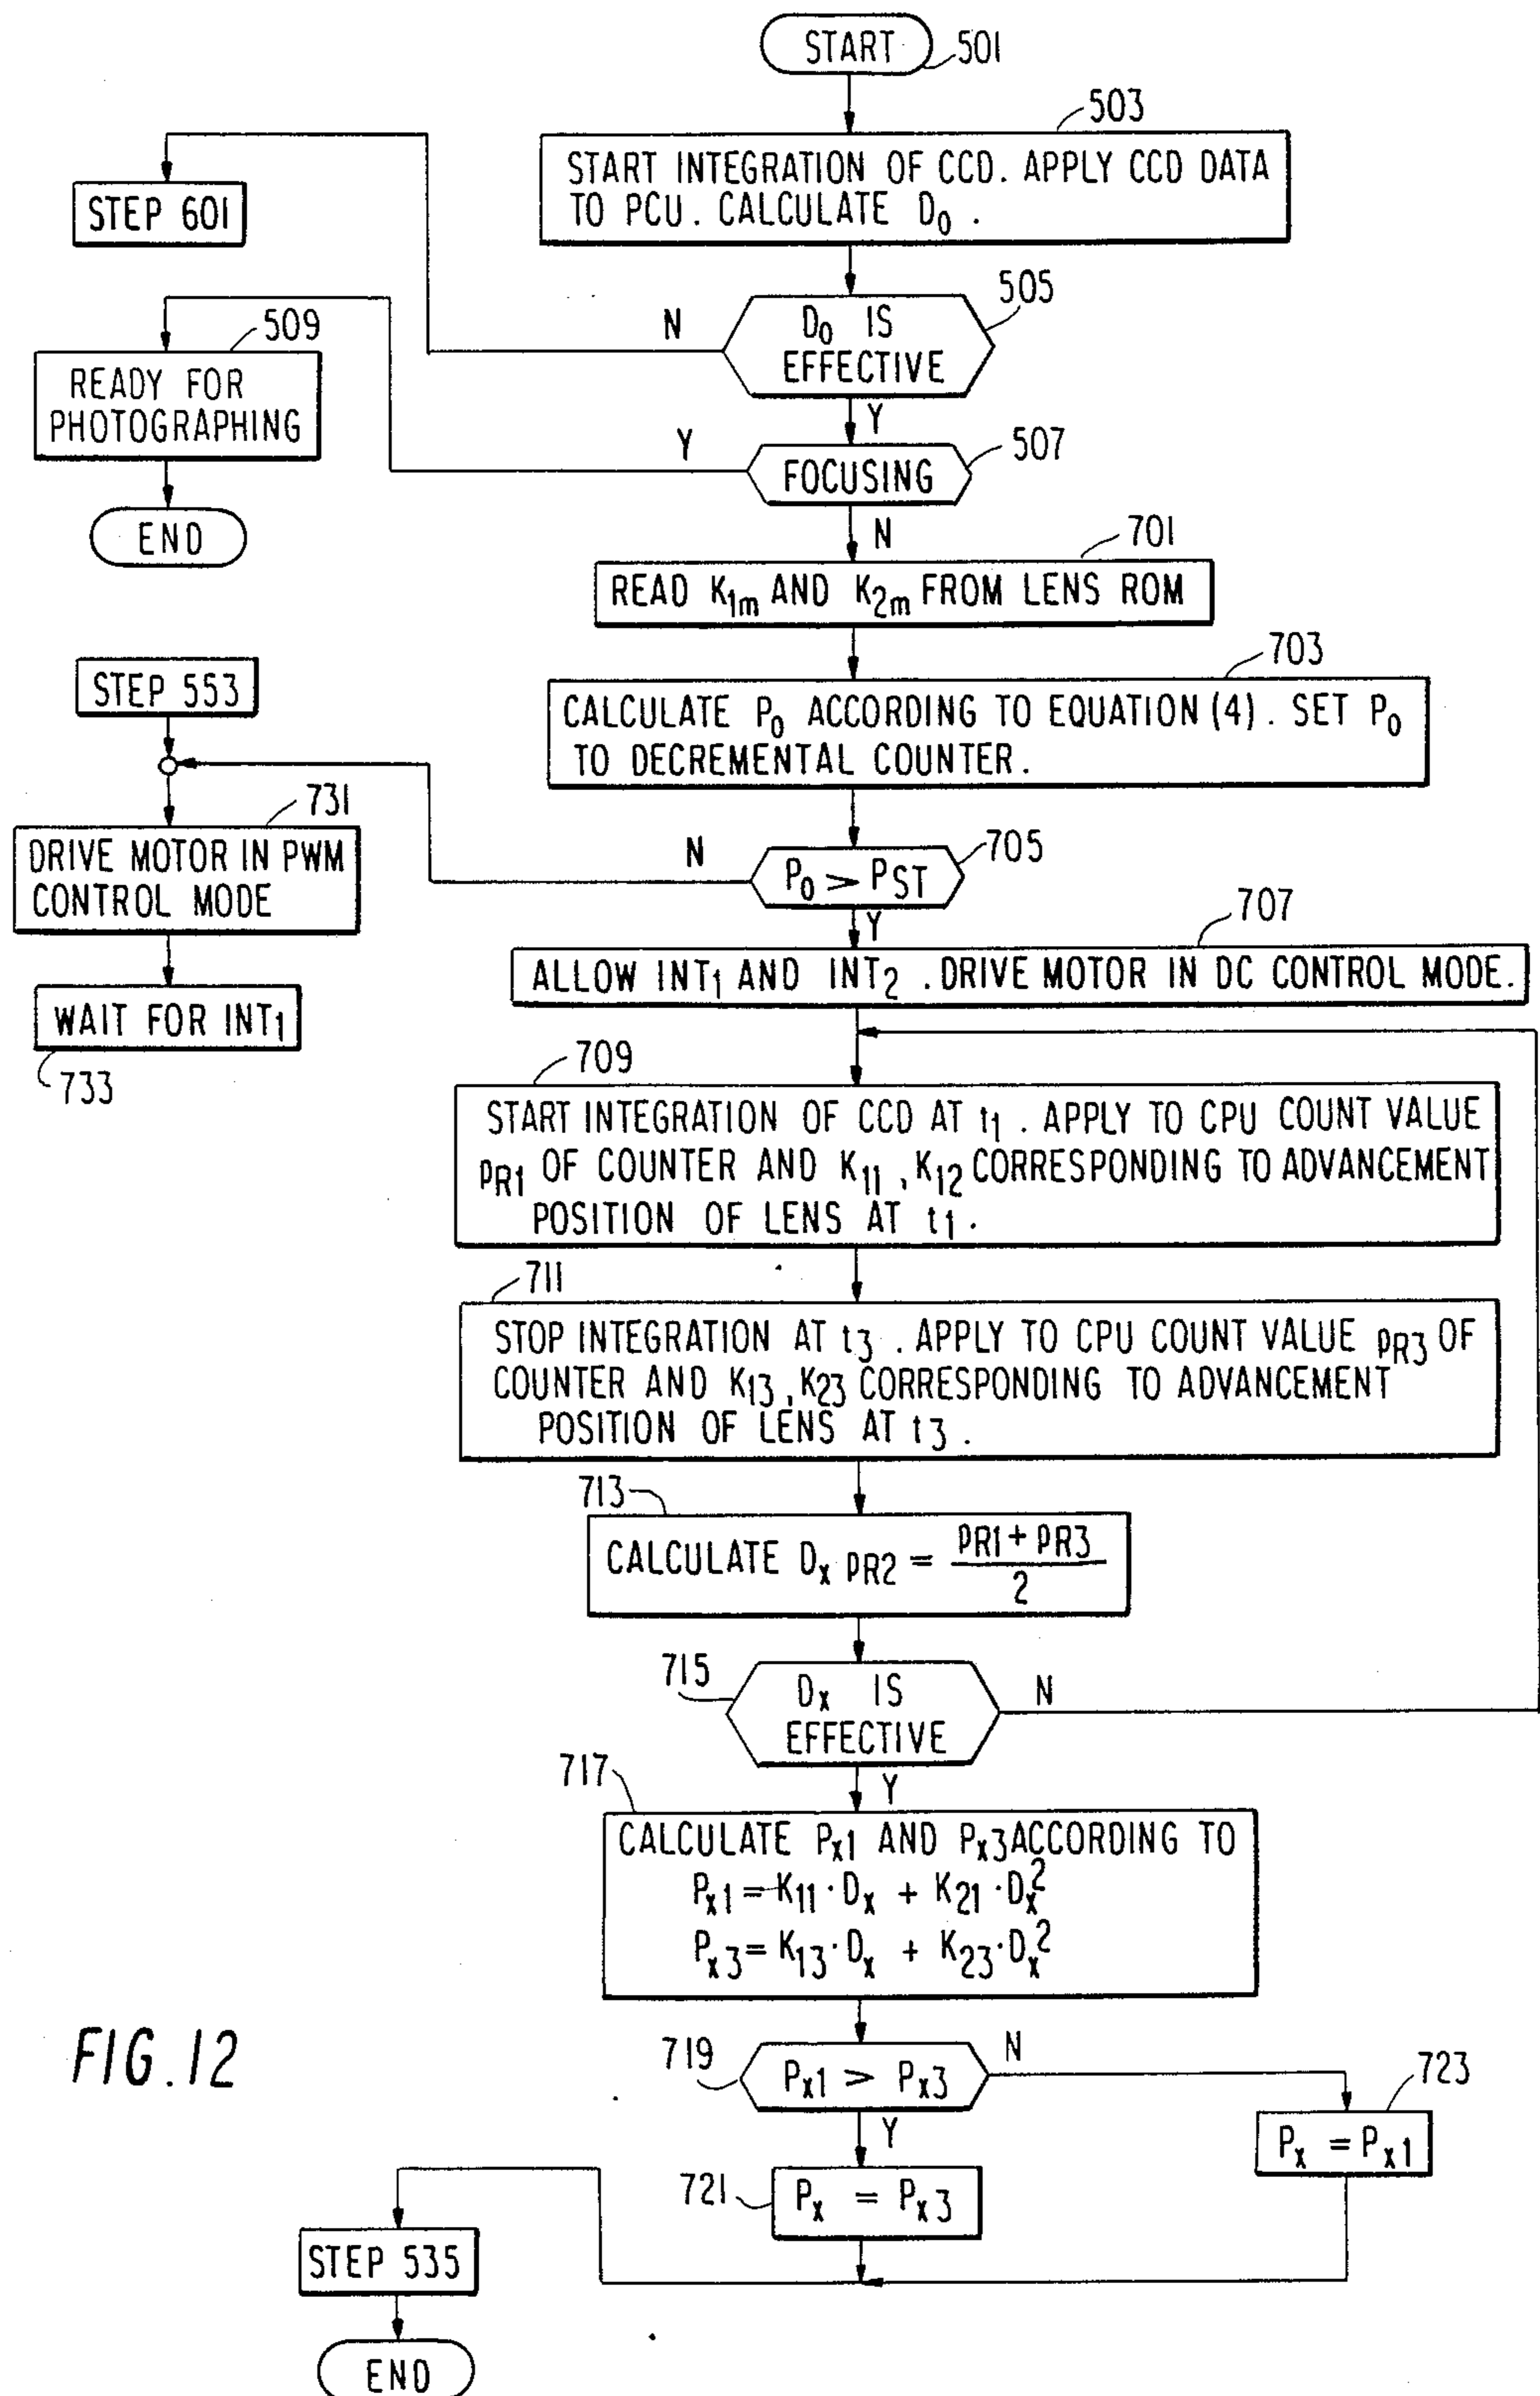 START
501
503
START INTEGRATION OF CCD. APPLY CCD DATA
TO PCU. CALCULATE D₀ .
STEP 601
505
D₀ IS
EFFECTIVE
N
Y
509
READY FOR
PHOTOGRAPHING
END
507
FOCUSING
Y
N
701
READ K₁ₘ AND K₂ₘ FROM LENS ROM
703
CALCULATE P₀ ACCORDING TO EQUATION (4). SET P₀
TO DECREMENTAL COUNTER.
STEP 553
731
DRIVE MOTOR IN PWM
CONTROL MODE
WAIT FOR INT₁
733
705
P₀ > P_ST
N
Y
707
ALLOW INT₁ AND INT₂ . DRIVE MOTOR IN DC CONTROL MODE.
709
START INTEGRATION OF CCD AT t₁ . APPLY TO CPU COUNT VALUE
p_R1 OF COUNTER AND K₁₁ , K₁₂ CORRESPONDING TO ADVANCEMENT
POSITION OF LENS AT t₁ .
711
STOP INTEGRATION AT t₃ . APPLY TO CPU COUNT VALUE p_R3 OF
COUNTER AND K₁₃ , K₂₃ CORRESPONDING TO ADVANCEMENT
POSITION OF LENS AT t₃ .
713
CALCULATE Dₓ p_R2 = (p_R1 + p_R3) / 2
715
Dₓ IS
EFFECTIVE
N
Y
717
CALCULATE Pₓ₁ AND Pₓ₃ ACCORDING TO
Pₓ₁ = K₁₁ · Dₓ + K₂₁ · Dₓ²
Pₓ₃ = K₁₃ · Dₓ + K₂₃ · Dₓ²
719
Pₓ₁ > Pₓ₃
N
Y
723
Pₓ = Pₓ₁
721
Pₓ = Pₓ₃
STEP 535
END
FIG. 12